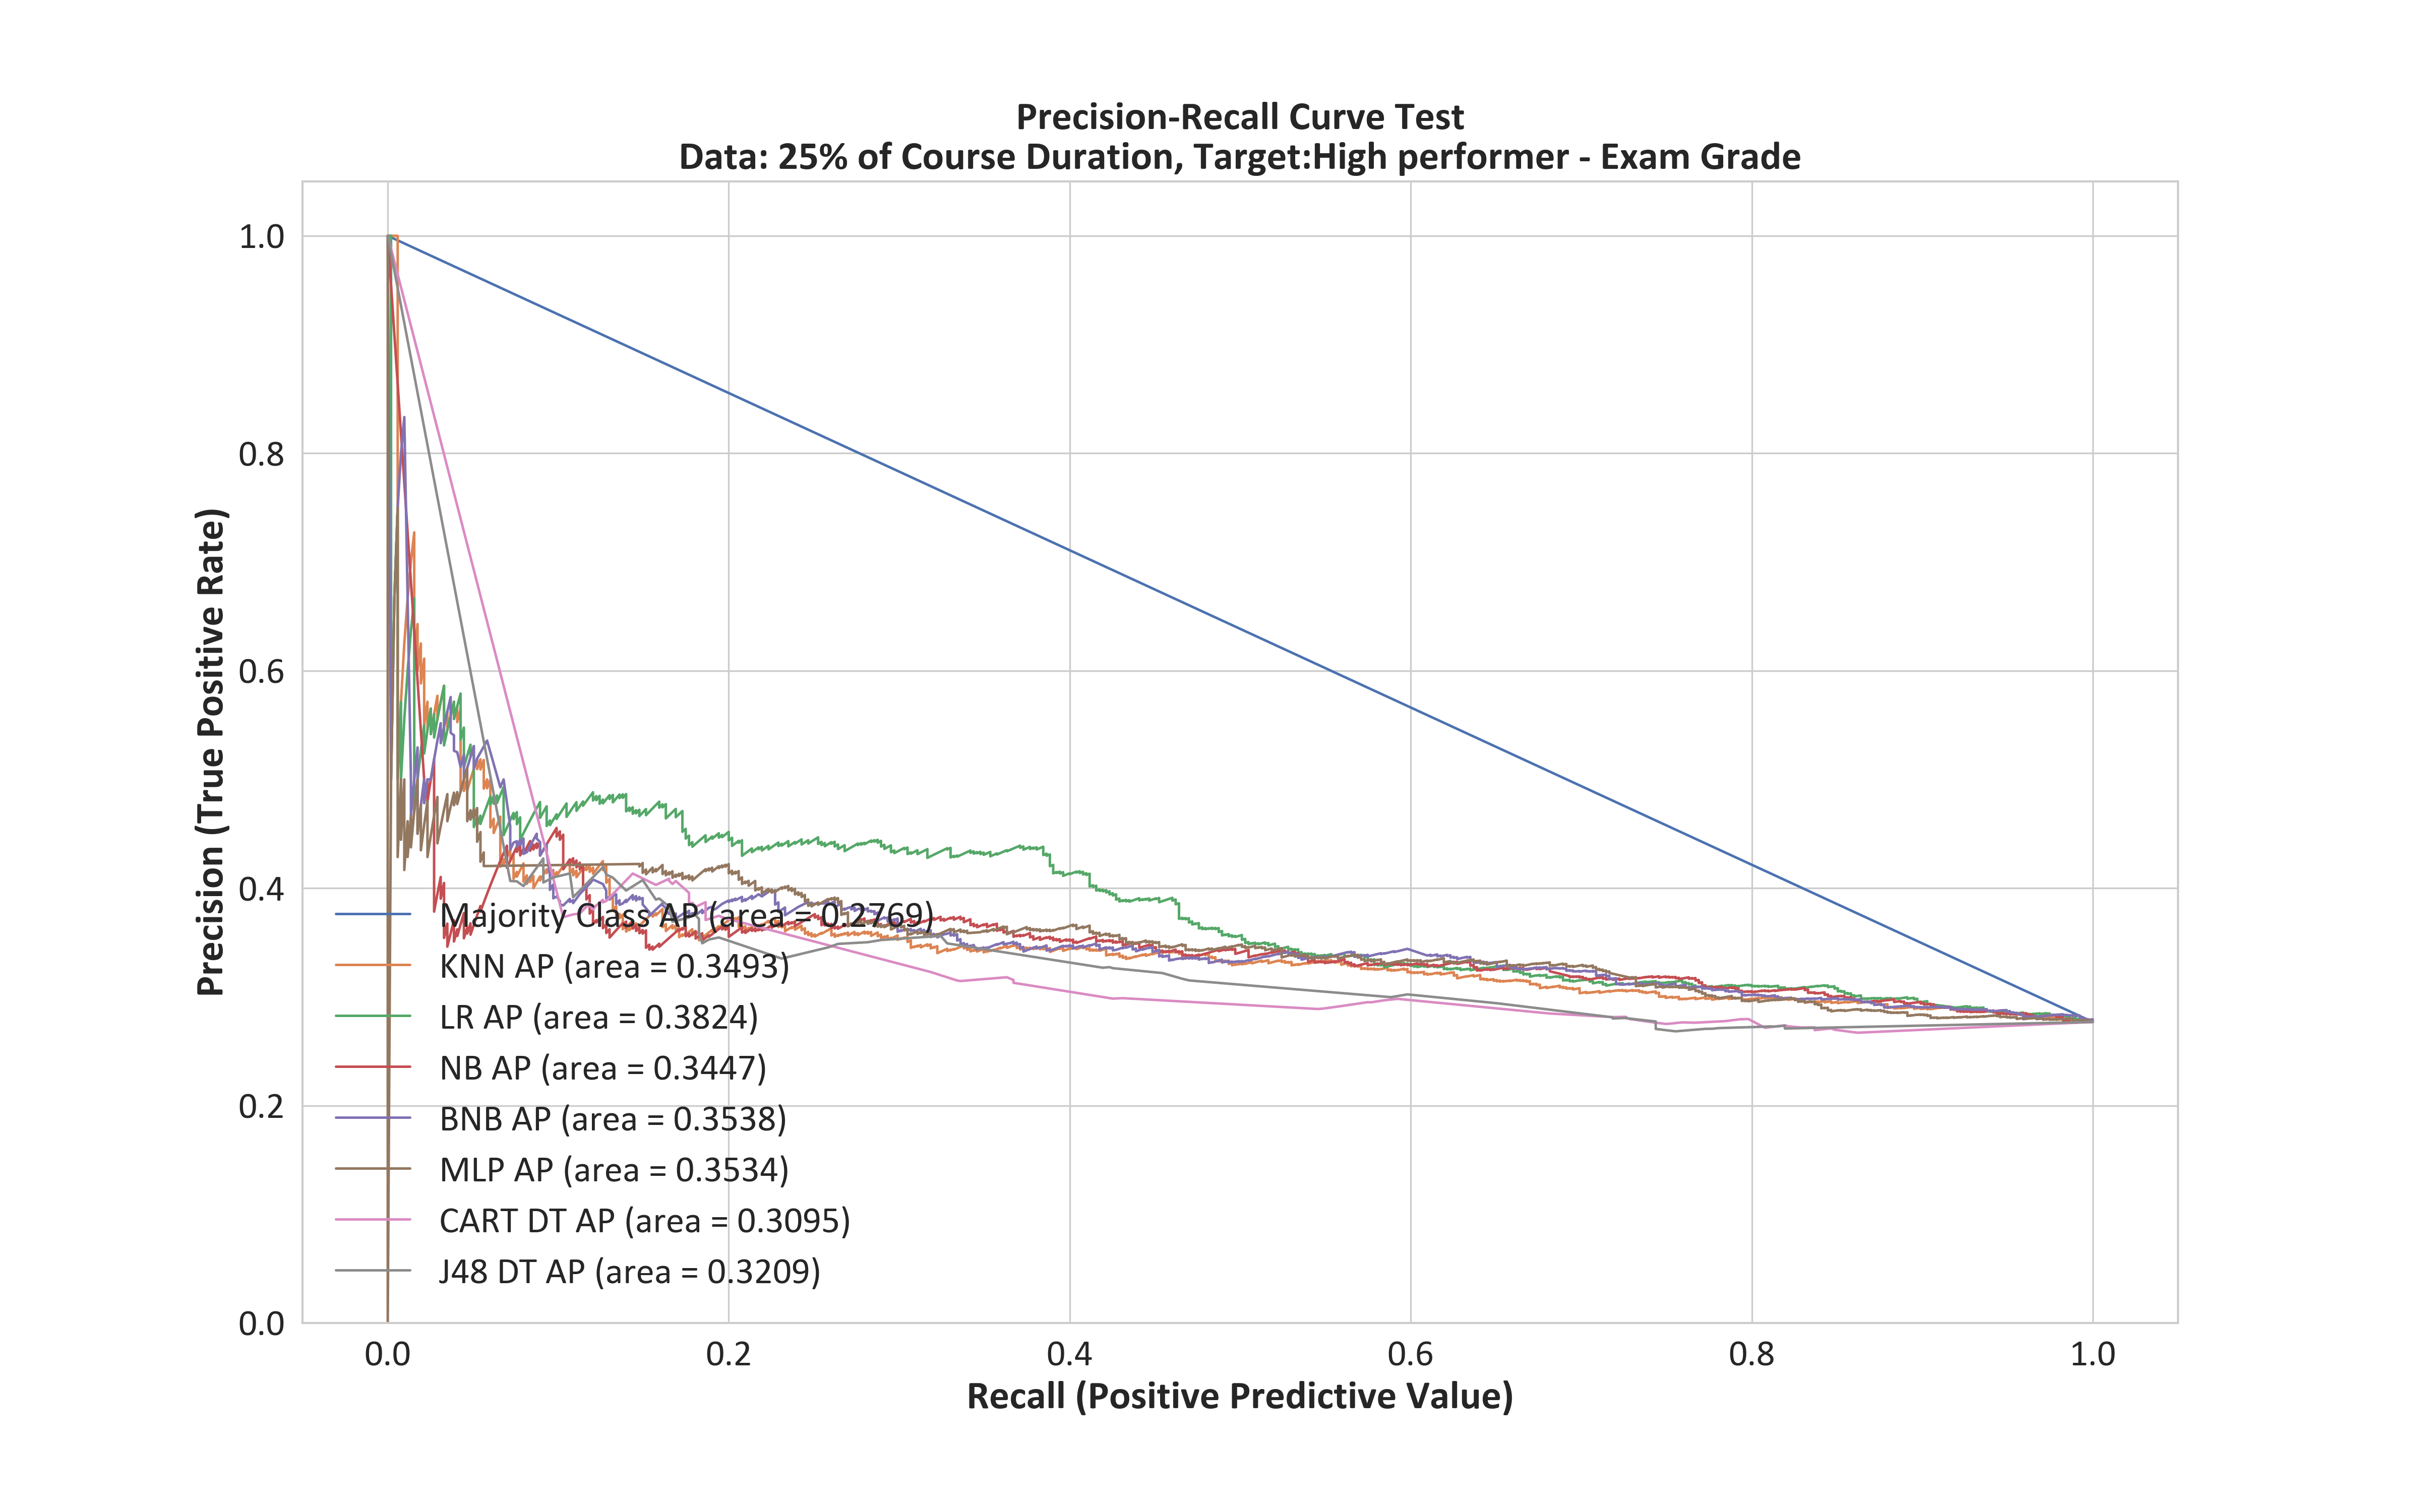 Precision-Recall Curve Test
Data: 25% of Course Duration, Target:High performer - Exam Grade
Precision (True Positive Rate)
1.0
0.8
0.6
0.4
0.2
0.0
Majority Class AP (area = 0.2769)
KNN AP (area = 0.3493)
LR AP (area = 0.3824)
NB AP (area = 0.3447)
BNB AP (area = 0.3538)
MLP AP (area = 0.3534)
CART DT AP (area = 0.3095)
J48 DT AP (area = 0.3209)
0.0 0.2 0.4 0.6 0.8 1.0
Recall (Positive Predictive Value)